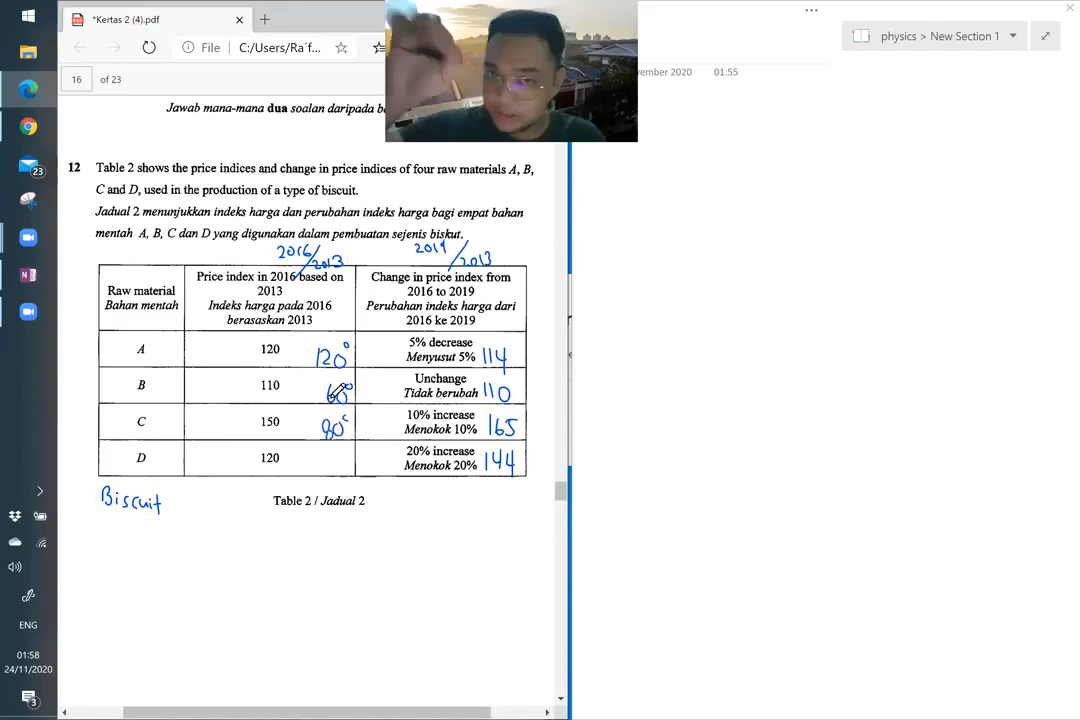 *Kertas 2 (4).pdf
File
C:/Users/Ra´f...
physics > New Section 1
16
of 23
vember 2020
01:55
Jawab mana-mana dua soalan daripada ba
12
Table 2 shows the price indices and change in price indices of four raw materials A, B,
C and D, used in the production of a type of biscuit.
Jadual 2 menunjukkan indeks harga dan perubahan indeks harga bagi empat bahan
mentah A, B, C dan D yang digunakan dalam pembuatan sejenis biskut.
2016/2013
2019/2013
Raw material
Bahan mentah
Price index in 2016 based on
2013
Indeks harga pada 2016
berasaskan 2013
Change in price index from
2016 to 2019
Perubahan indeks harga dari
2016 ke 2019
A
120
120°
5% decrease
Menyusut 5%
114
B
110
60°
Unchange
Tidak berubah
110
C
150
80°
10% increase
Menokok 10%
165
D
120
20% increase
Menokok 20%
144
Biscuit
Table 2 / Jadual 2
23
ENG
01:58
24/11/2020
3